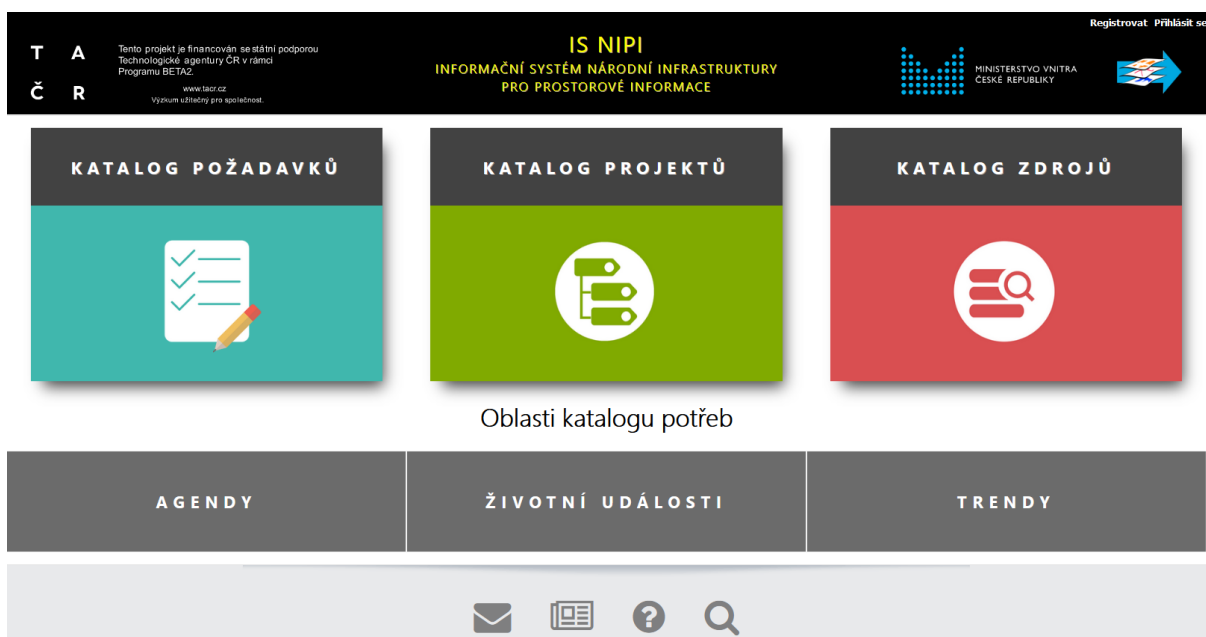 Registrovat Přihlásit se
T A
Č R
Tento projekt je financován se státní podporou
Technologické agentury ČR v rámci
Programu BETA2.
www.tacr.cz
Výzkum užitečný pro společnost.
IS NIPI
INFORMAČNÍ SYSTÉM NÁRODNÍ INFRASTRUKTURY
PRO PROSTOROVÉ INFORMACE
MINISTERSTVO VNITRA
ČESKÉ REPUBLIKY
KATALOG POŽADAVKŮ
KATALOG PROJEKTŮ
KATALOG ZDROJŮ
Oblasti katalogu potřeb
AGENDY
ŽIVOTNÍ UDÁLOSTI
TRENDY